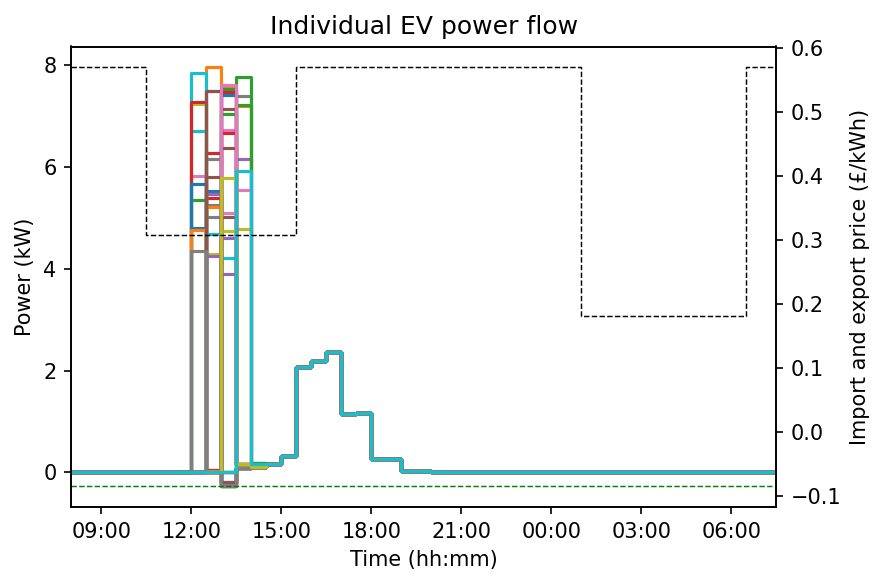 Individual EV power flow
Power (kW)
8
6
4
2
0
0.6
0.5
0.4
0.3
0.2
0.1
0.0
−0.1
Import and export price (£/kWh)
09:00 12:00 15:00 18:00 21:00 00:00 03:00 06:00
Time (hh:mm)